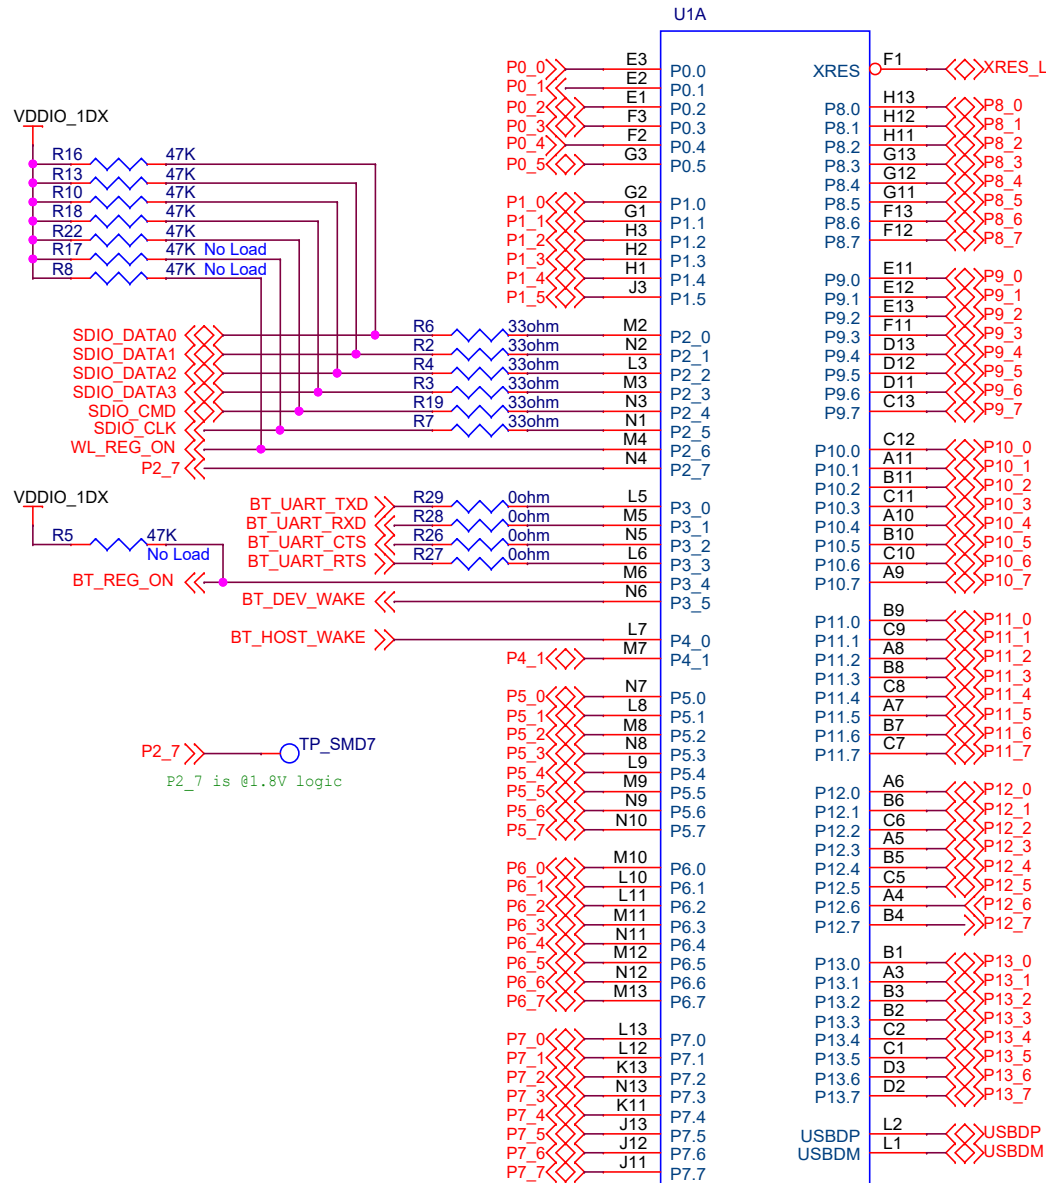 U1A
P0_0 E3 P0.0
P0_1 E2 P0.1
P0_2 E1 P0.2
P0_3 F3 P0.3
P0_4 F2 P0.4
P0_5 G3 P0.5
VDDIO_1DX
R16 47K
R13 47K
R10 47K
R18 47K
R22 47K
R17 47K No Load
R8 47K No Load
P1_0 G2 P1.0
P1_1 G1 P1.1
P1_2 H3 P1.2
P1_3 H2 P1.3
P1_4 H1 P1.4
P1_5 J3 P1.5
SDIO_DATA0 R6 33ohm M2 P2_0
SDIO_DATA1 R2 33ohm N2 P2_1
SDIO_DATA2 R4 33ohm L3 P2_2
SDIO_DATA3 R3 33ohm M3 P2_3
SDIO_CMD R19 33ohm N3 P2_4
SDIO_CLK R7 33ohm N1 P2_5
WL_REG_ON M4 P2_6
P2_7 N4 P2_7
VDDIO_1DX
R5 47K
No Load
BT_UART_TXD R29 0ohm L5 P3_0
BT_UART_RXD R28 0ohm M5 P3_1
BT_UART_CTS R26 0ohm N5 P3_2
BT_UART_RTS R27 0ohm L6 P3_3
BT_REG_ON M6 P3_4
BT_DEV_WAKE N6 P3_5
BT_HOST_WAKE L7 P4_0
P4_1 M7 P4_1
P5_0 N7 P5.0
P5_1 L8 P5.1
P5_2 M8 P5.2
P5_3 N8 P5.3
P5_4 L9 P5.4
P5_5 M9 P5.5
P5_6 N9 P5.6
P5_7 N10 P5.7
P2_7 TP_SMD7
P2_7 is @1.8V logic
P6_0 M10 P6.0
P6_1 L10 P6.1
P6_2 L11 P6.2
P6_3 M11 P6.3
P6_4 N11 P6.4
P6_5 M12 P6.5
P6_6 N12 P6.6
P6_7 M13 P6.7
P7_0 L13 P7.0
P7_1 L12 P7.1
P7_2 K13 P7.2
P7_3 N13 P7.3
P7_4 K11 P7.4
P7_5 J13 P7.5
P7_6 J12 P7.6
P7_7 J11 P7.7
XRES F1 XRES_L
P8.0 H13 P8_0
P8.1 H12 P8_1
P8.2 H11 P8_2
P8.3 G13 P8_3
P8.4 G12 P8_4
P8.5 G11 P8_5
P8.6 F13 P8_6
P8.7 F12 P8_7
P9.0 E11 P9_0
P9.1 E12 P9_1
P9.2 E13 P9_2
P9.3 F11 P9_3
P9.4 D13 P9_4
P9.5 D12 P9_5
P9.6 D11 P9_6
P9.7 C13 P9_7
P10.0 C12 P10_0
P10.1 A11 P10_1
P10.2 B11 P10_2
P10.3 C11 P10_3
P10.4 A10 P10_4
P10.5 B10 P10_5
P10.6 C10 P10_6
P10.7 A9 P10_7
P11.0 B9 P11_0
P11.1 C9 P11_1
P11.2 A8 P11_2
P11.3 B8 P11_3
P11.4 C8 P11_4
P11.5 A7 P11_5
P11.6 B7 P11_6
P11.7 C7 P11_7
P12.0 A6 P12_0
P12.1 B6 P12_1
P12.2 C6 P12_2
P12.3 A5 P12_3
P12.4 B5 P12_4
P12.5 C5 P12_5
P12.6 A4 P12_6
P12.7 B4 P12_7
P13.0 B1 P13_0
P13.1 A3 P13_1
P13.2 B3 P13_2
P13.3 B2 P13_3
P13.4 C2 P13_4
P13.5 C1 P13_5
P13.6 D3 P13_6
P13.7 D2 P13_7
USBDP L2 USBDP
USBDM L1 USBDM